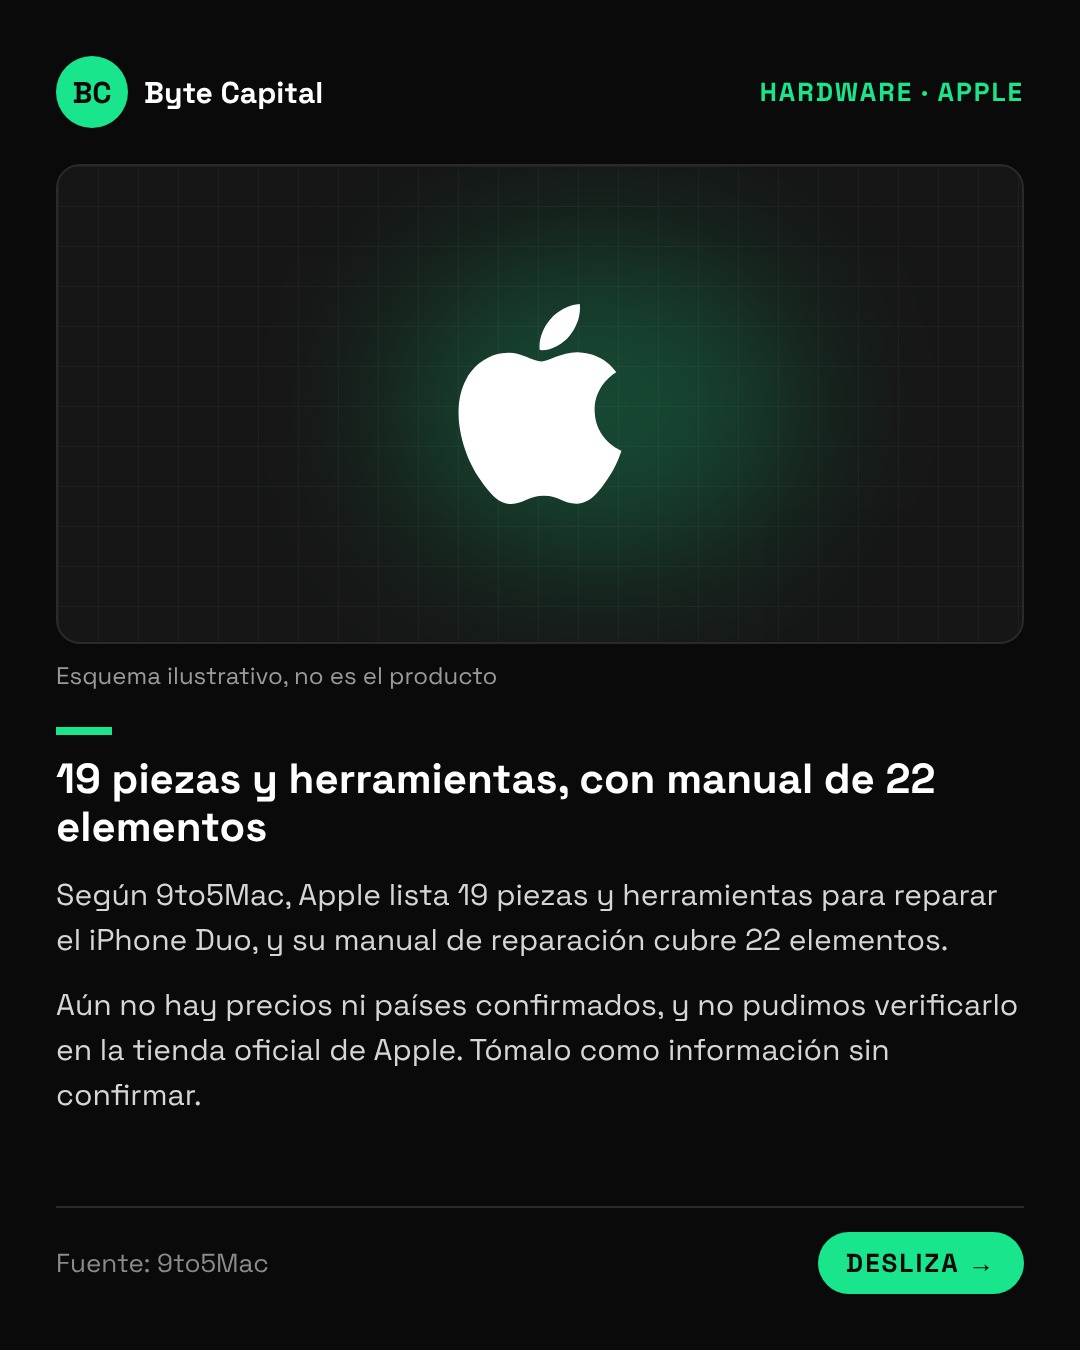 BC
Byte Capital
HARDWARE · APPLE
Esquema ilustrativo, no es el producto
19 piezas y herramientas, con manual de 22
elementos
Según 9to5Mac, Apple lista 19 piezas y herramientas para reparar
el iPhone Duo, y su manual de reparación cubre 22 elementos.
Aún no hay precios ni países confirmados, y no pudimos verificarlo
en la tienda oficial de Apple. Tómalo como información sin
confirmar.
Fuente: 9to5Mac
DESLIZA →